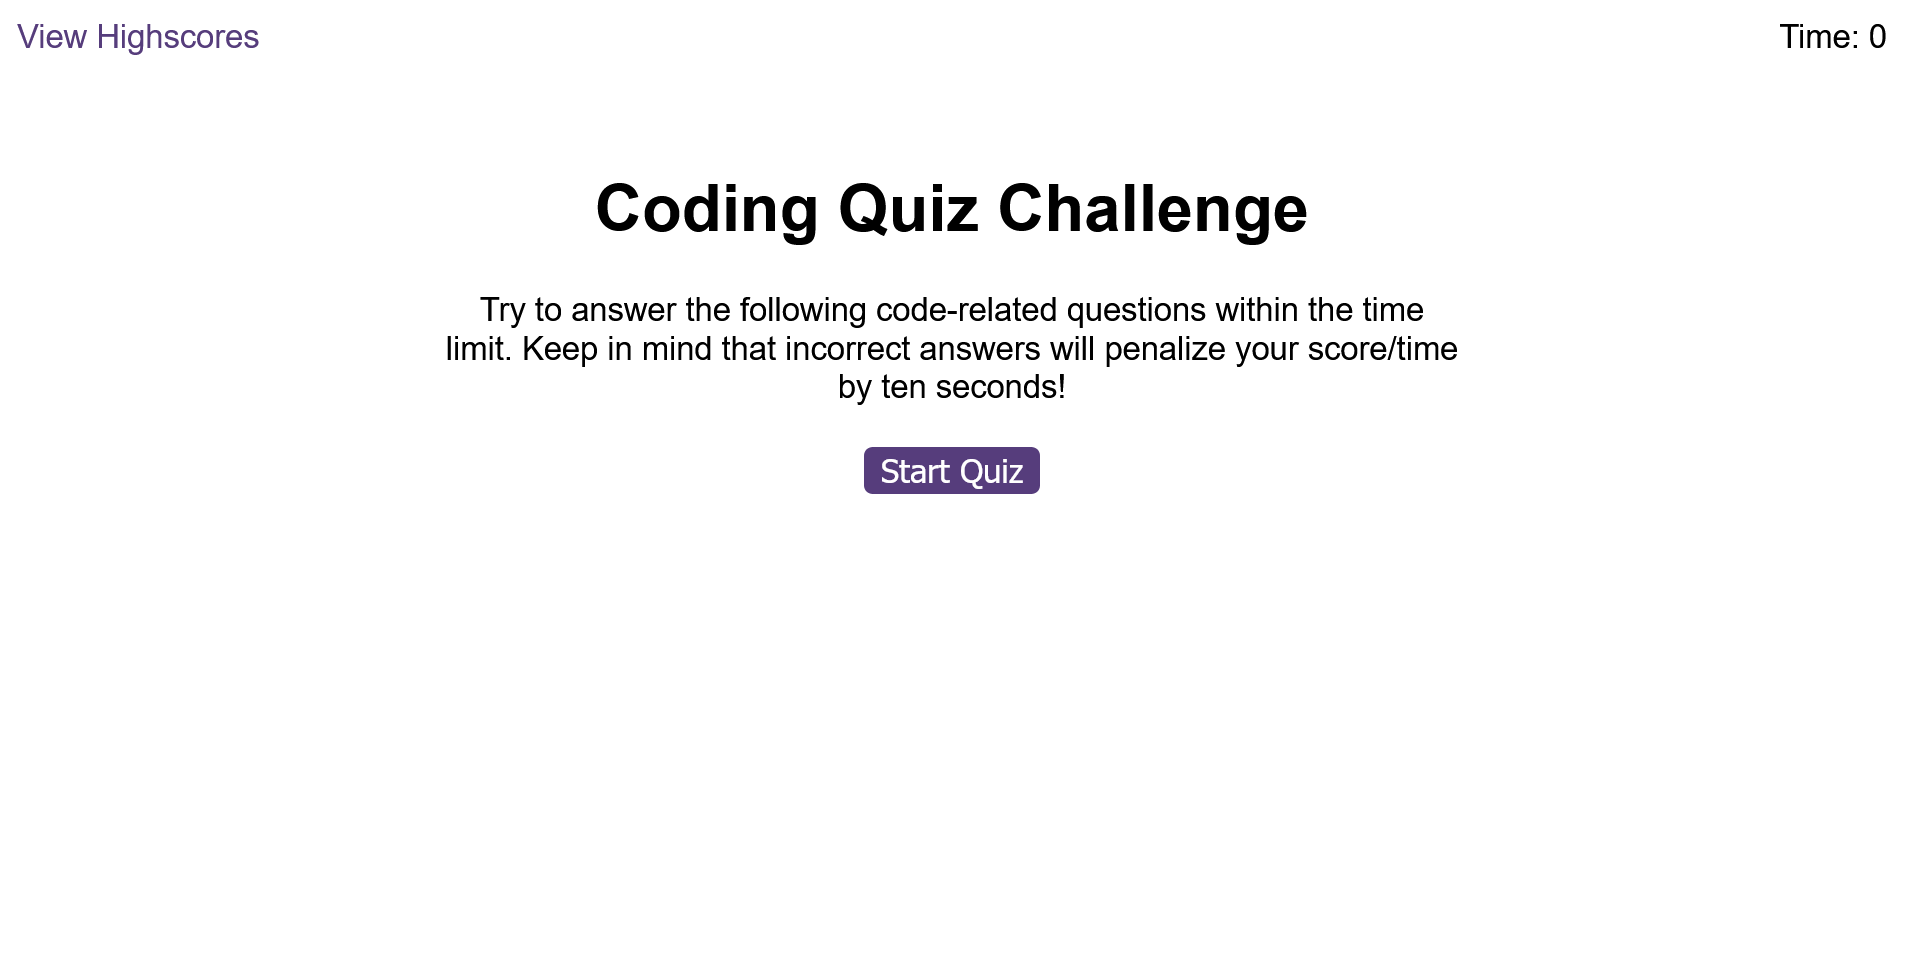 View Highscores
Time: 0
Coding Quiz Challenge
Try to answer the following code-related questions within the time
limit. Keep in mind that incorrect answers will penalize your score/time
by ten seconds!
Start Quiz